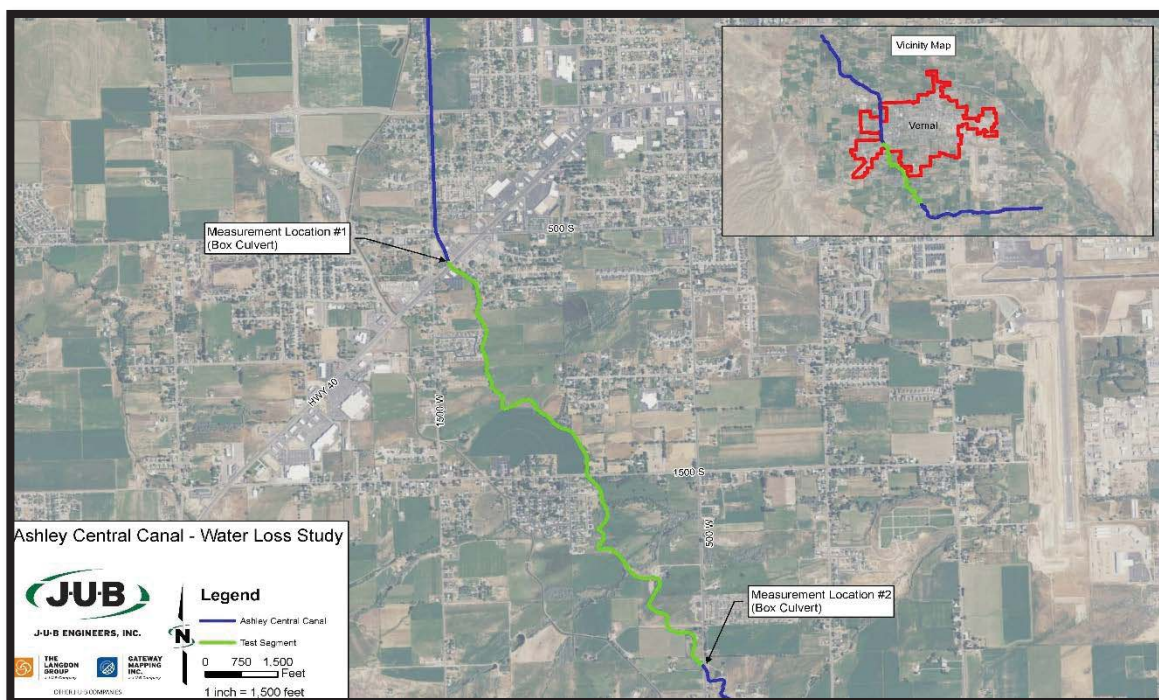 Vicinity Map
Vernal
Measurement Location #1
(Box Culvert)
500 S
HWY 40
1500 W
1500 S
500 W
Measurement Location #2
(Box Culvert)
Ashley Central Canal - Water Loss Study
J·U·B
J·U·B ENGINEERS, INC.
THE
LANGDON
GROUP
GATEWAY
MAPPING
INC.
OTHER J·U·B COMPANIES
Legend
Ashley Central Canal
Test Segment
N
0 750 1,500
Feet
1 inch = 1,500 feet